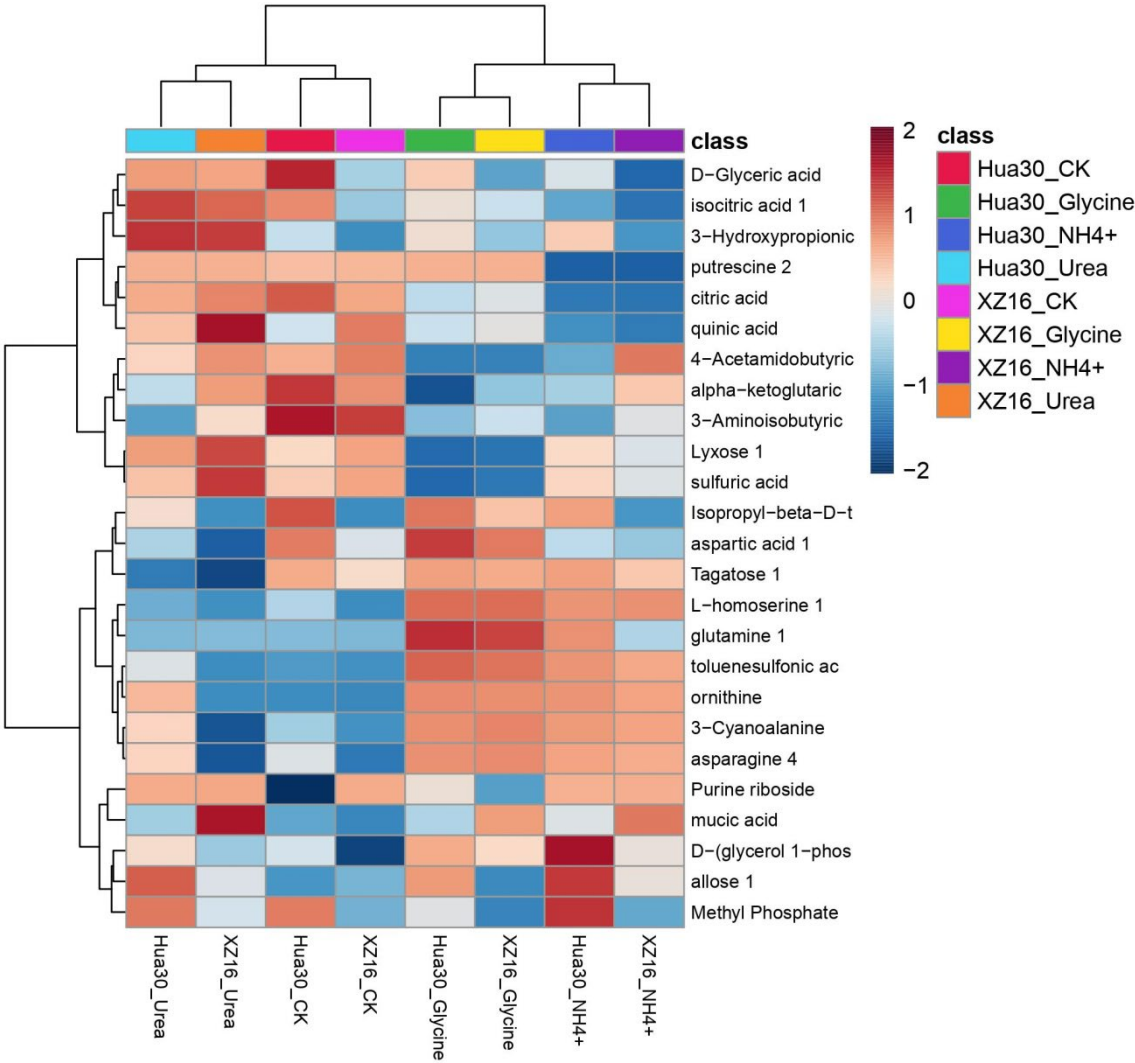 class
D−Glyceric acid
isocitric acid 1
3−Hydroxypropionic
putrescine 2
citric acid
quinic acid
4−Acetamidobutyric
alpha−ketoglutaric
3−Aminoisobutyric
Lyxose 1
sulfuric acid
Isopropyl−beta−D−t
aspartic acid 1
Tagatose 1
L−homoserine 1
glutamine 1
toluenesulfonic ac
ornithine
3−Cyanoalanine
asparagine 4
Purine riboside
mucic acid
D−(glycerol 1−phos
allose 1
Methyl Phosphate
Hua30_Urea
XZ16_Urea
Hua30_CK
XZ16_CK
Hua30_Glycine
XZ16_Glycine
Hua30_NH4+
XZ16_NH4+
2
1
0
−1
−2
class
Hua30_CK
Hua30_Glycine
Hua30_NH4+
Hua30_Urea
XZ16_CK
XZ16_Glycine
XZ16_NH4+
XZ16_Urea